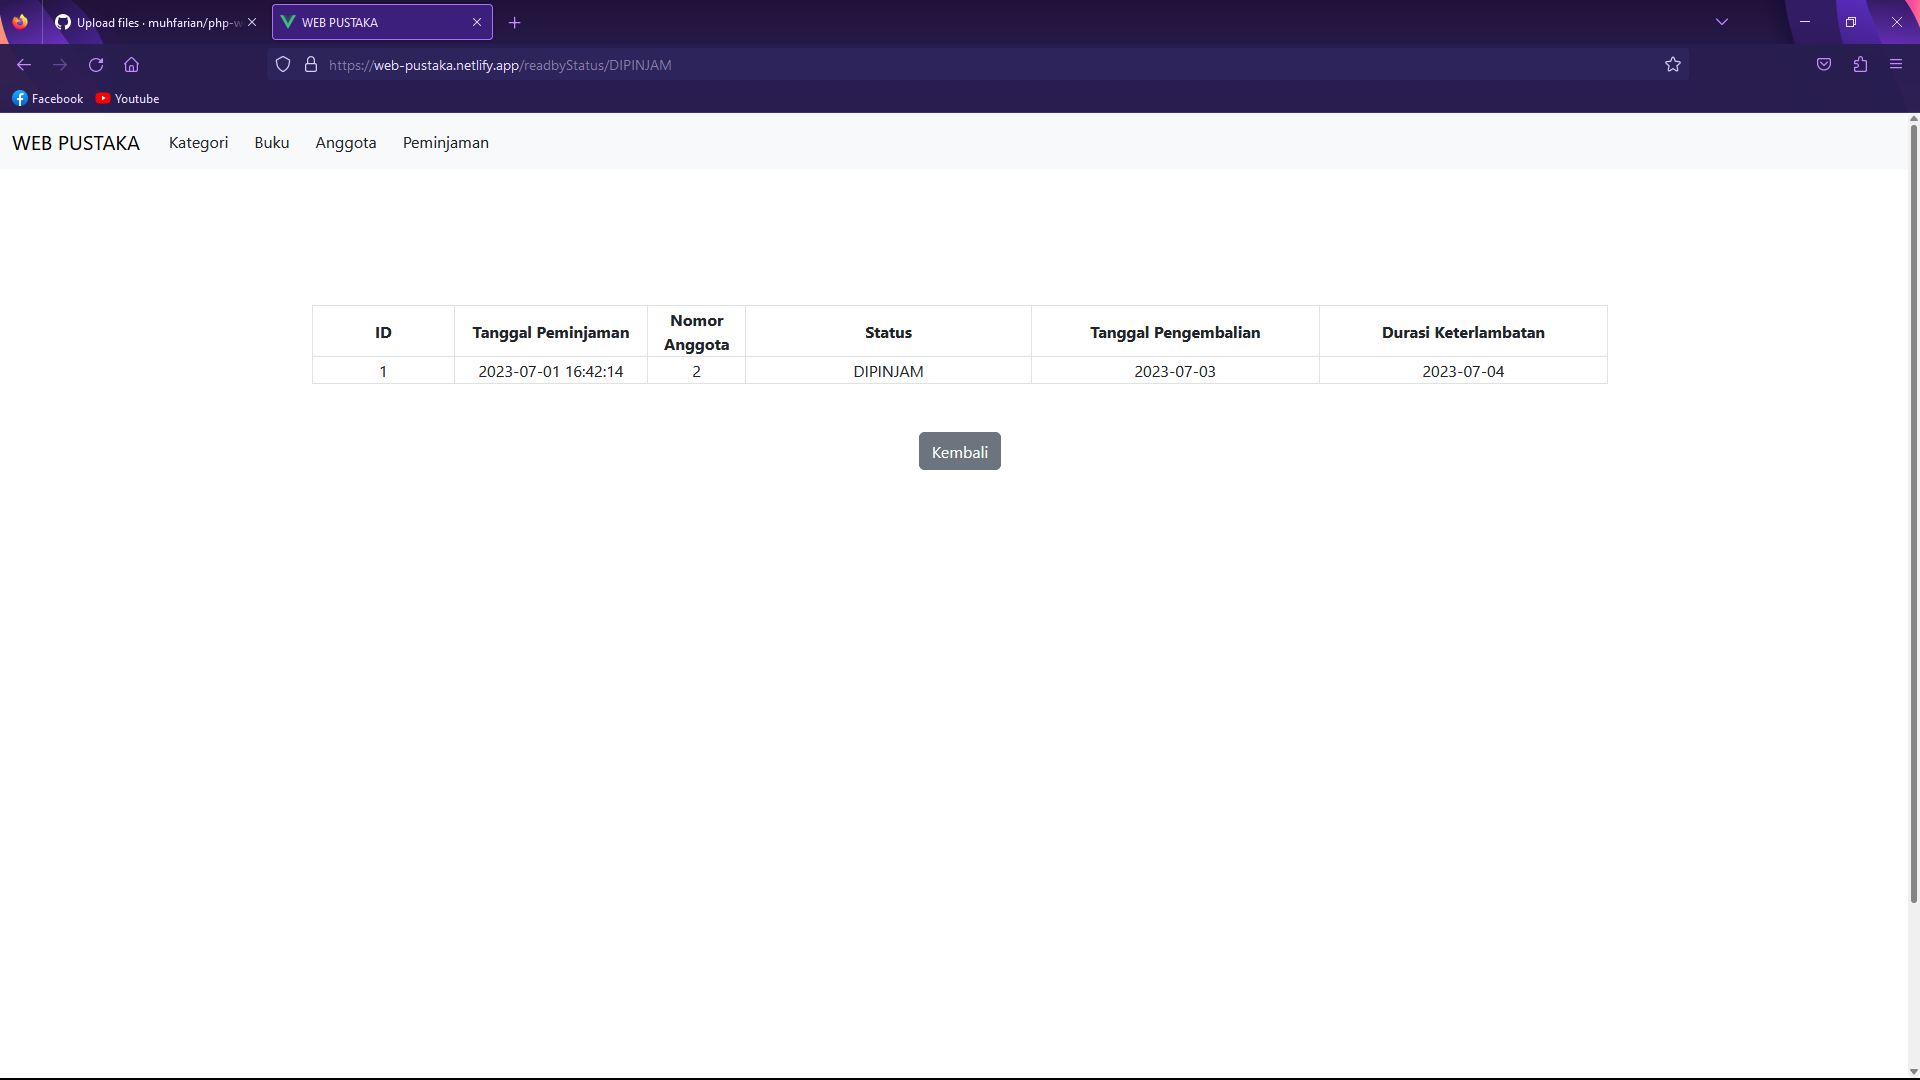 Upload files · muhfarian/php-w
WEB PUSTAKA
https://web-pustaka.netlify.app/readbyStatus/DIPINJAM
Facebook Youtube
WEB PUSTAKA Kategori Buku Anggota Peminjaman
ID Tanggal Peminjaman Nomor Anggota Status Tanggal Pengembalian Durasi Keterlambatan
1 2023-07-01 16:42:14 2 DIPINJAM 2023-07-03 2023-07-04
Kembali